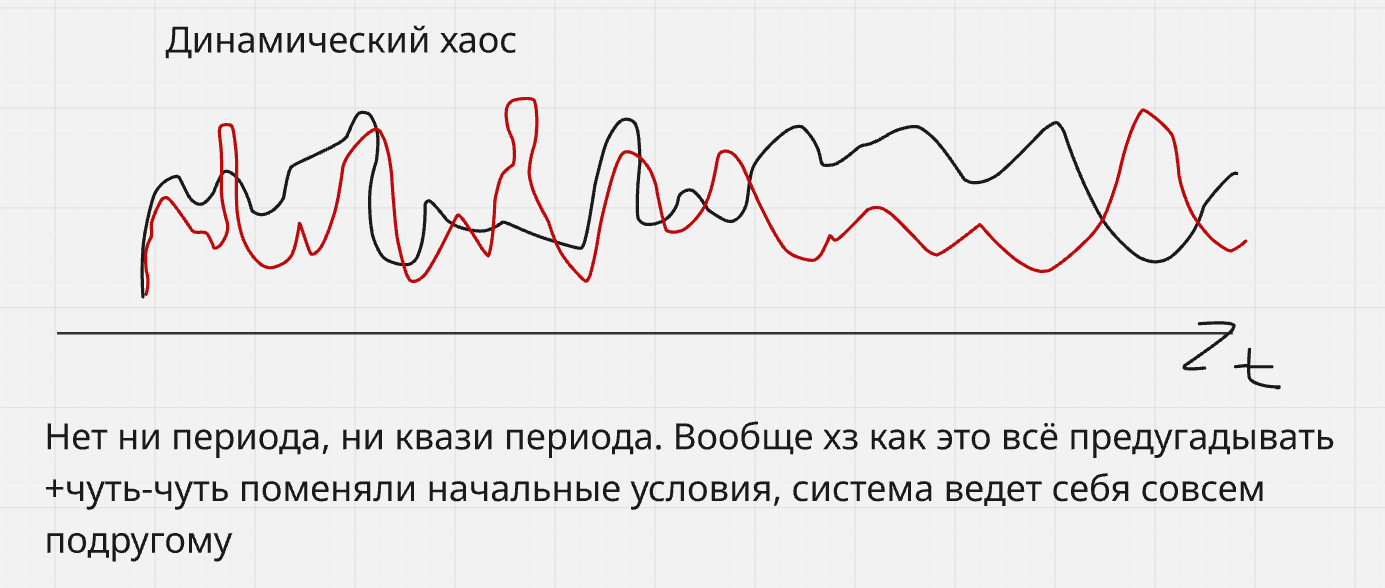 Динамический хаос
t
Нет ни периода, ни квази периода. Вообще хз как это всё предугадывать
+чуть-чуть поменяли начальные условия, система ведет себя совсем
подругому